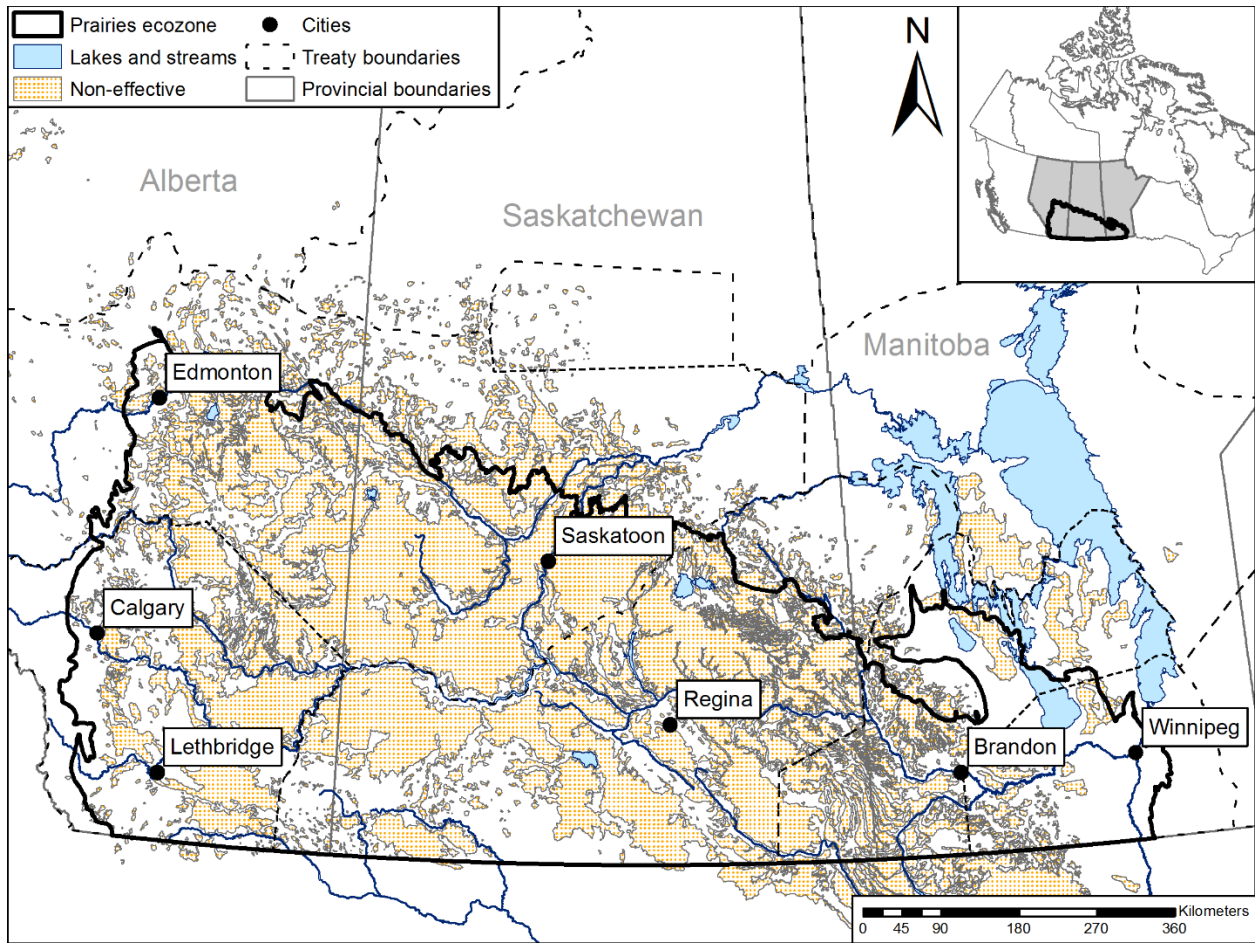 Prairies ecozone
Cities
Lakes and streams
Treaty boundaries
Non-effective
Provincial boundaries
N
Alberta
Saskatchewan
Manitoba
Edmonton
Saskatoon
Calgary
Regina
Lethbridge
Brandon
Winnipeg
Kilometers
0 45 90 180 270 360